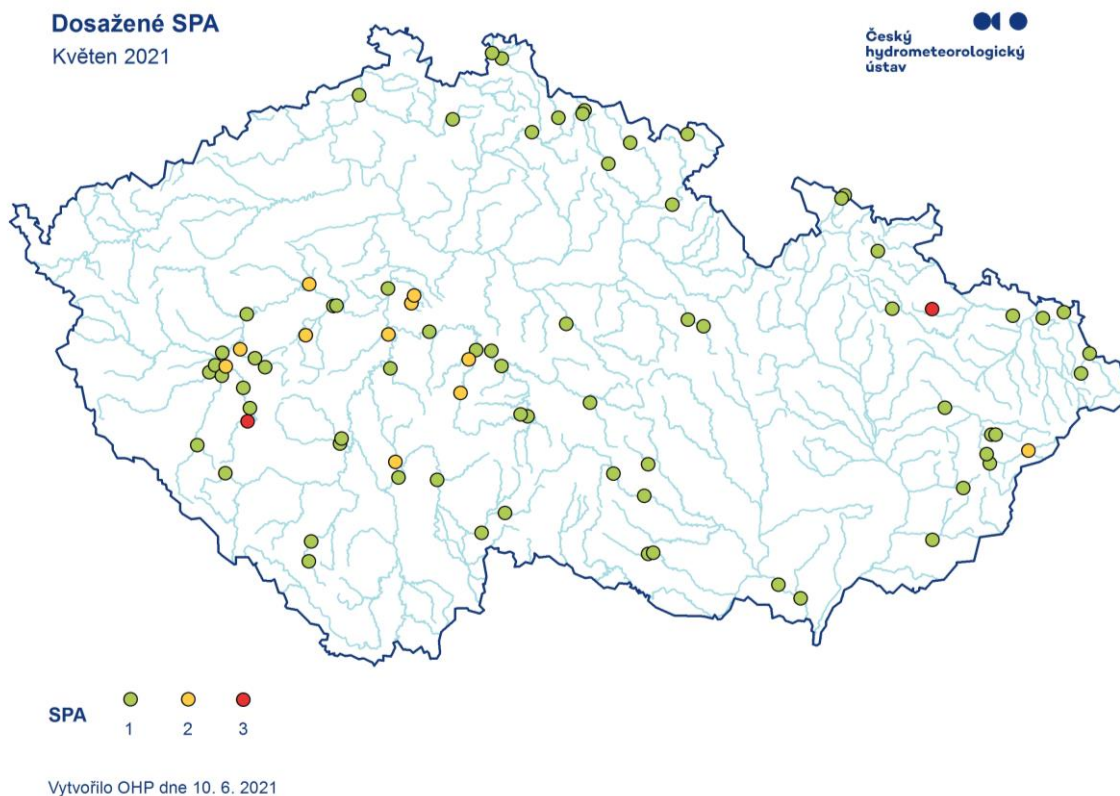 Dosažené SPA
Květen 2021
Český
hydrometeorologický
ústav
SPA
1 2 3
Vytvořilo OHP dne 10. 6. 2021